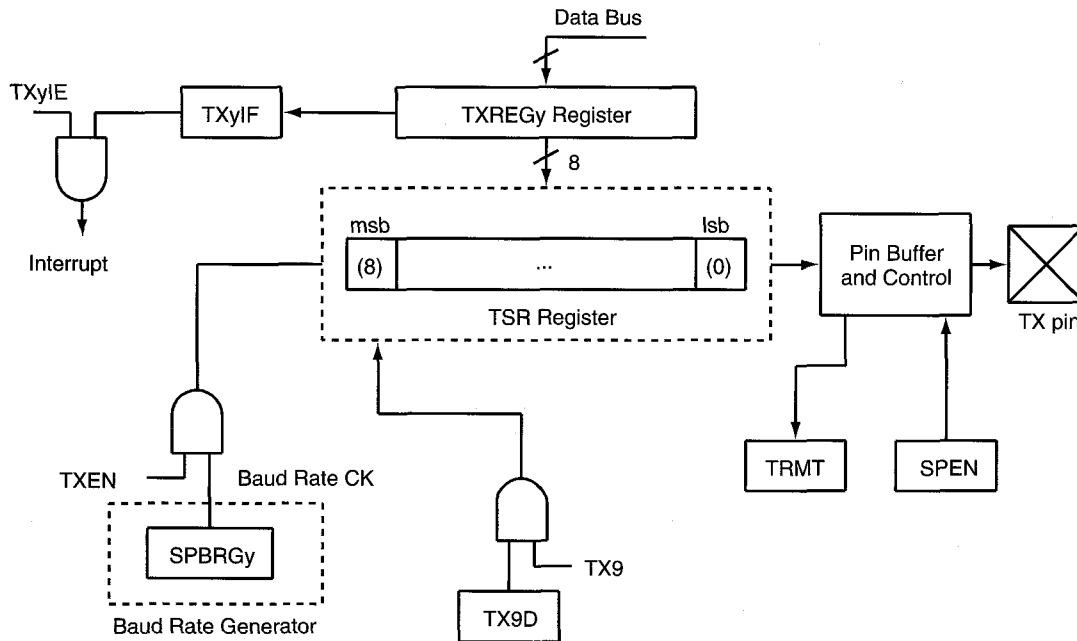 Data Bus
TXyIE
TXyIF
TXREGy Register
8
Interrupt
msb
lsb
(8)
...
(0)
TSR Register
Pin Buffer
and Control
TX pin
TXEN
Baud Rate CK
SPBRGy
Baud Rate Generator
TX9
TX9D
TRMT
SPEN